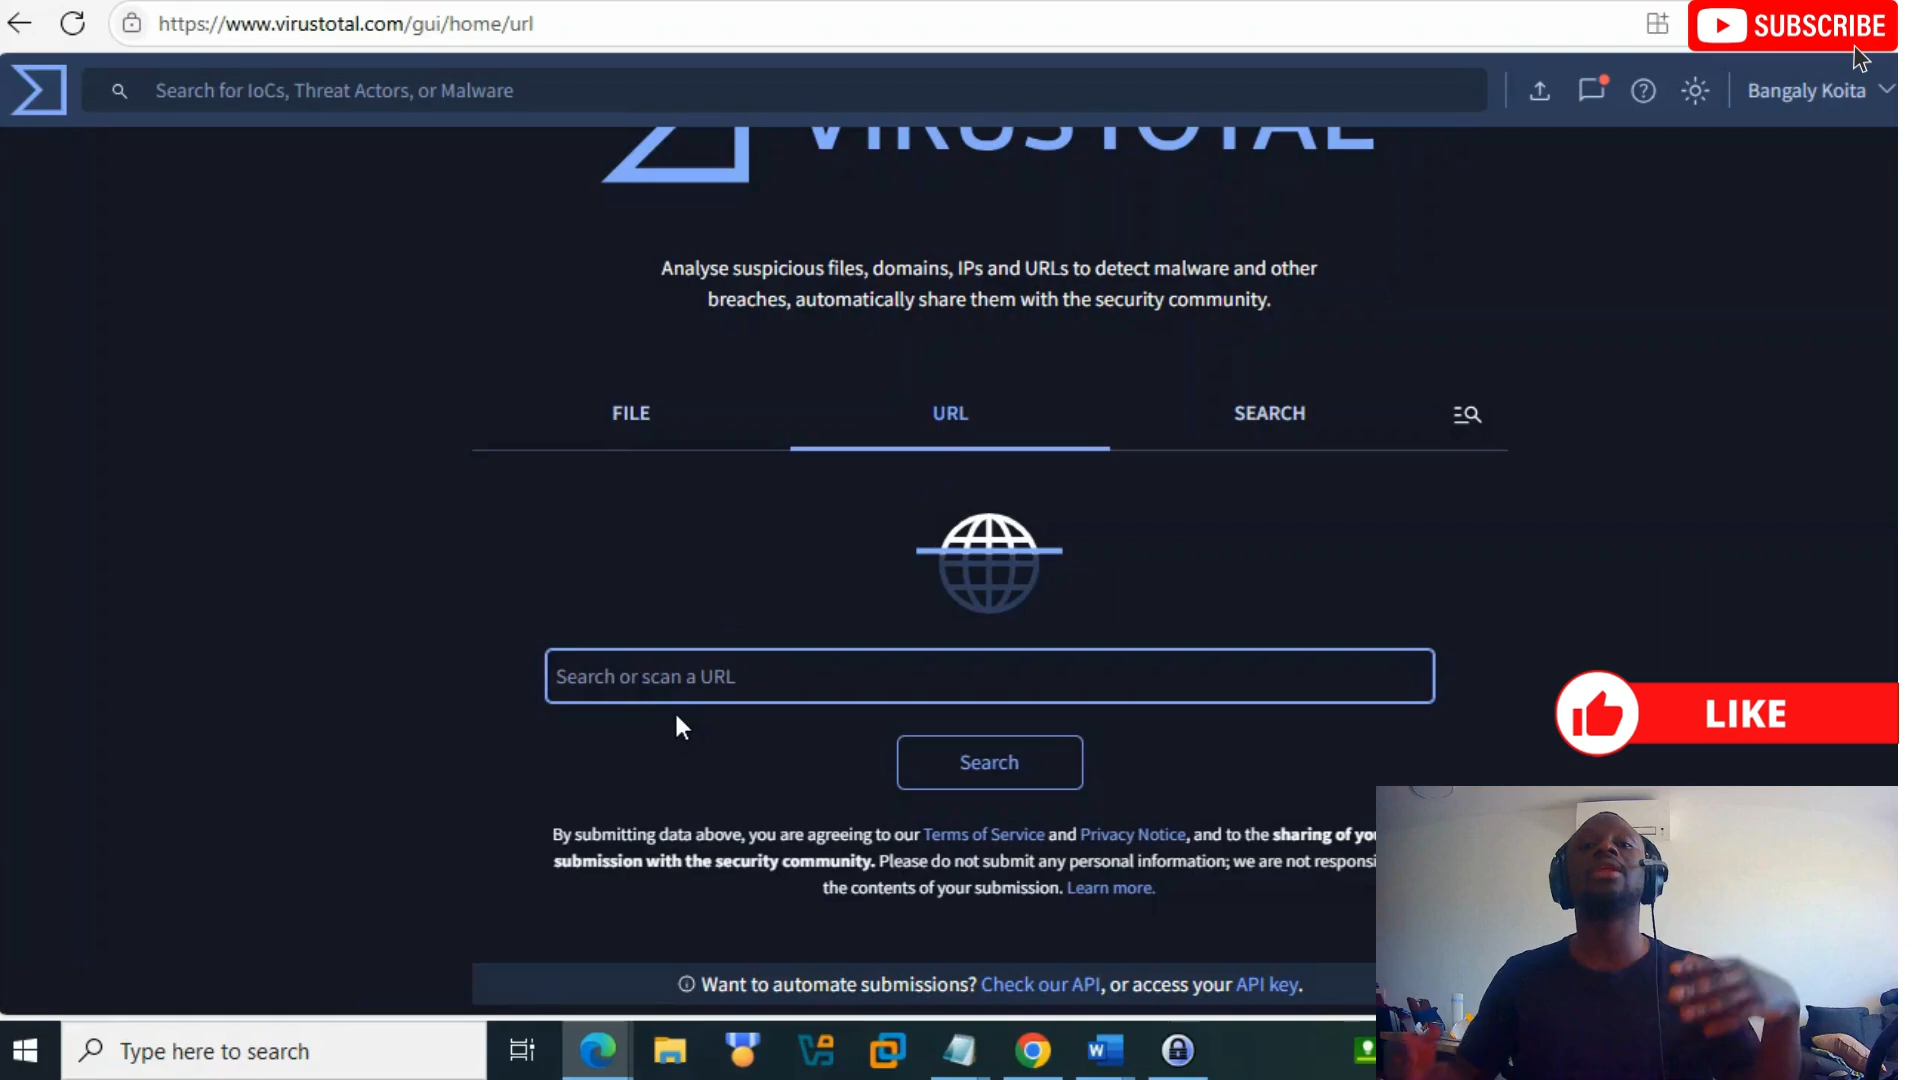 https://www.virustotal.com/gui/home/url
SUBSCRIBE
Search for IoCs, Threat Actors, or Malware
Bangaly Koita
VIRUSTOTAL
Analyse suspicious files, domains, IPs and URLs to detect malware and other
breaches, automatically share them with the security community.
FILE
URL
SEARCH
Search or scan a URL
LIKE
Search
By submitting data above, you are agreeing to our Terms of Service and Privacy Notice, and to the sharing of yo
submission with the security community. Please do not submit any personal information; we are not responsi
the contents of your submission. Learn more.
Want to automate submissions? Check our API, or access your API key.
Type here to search